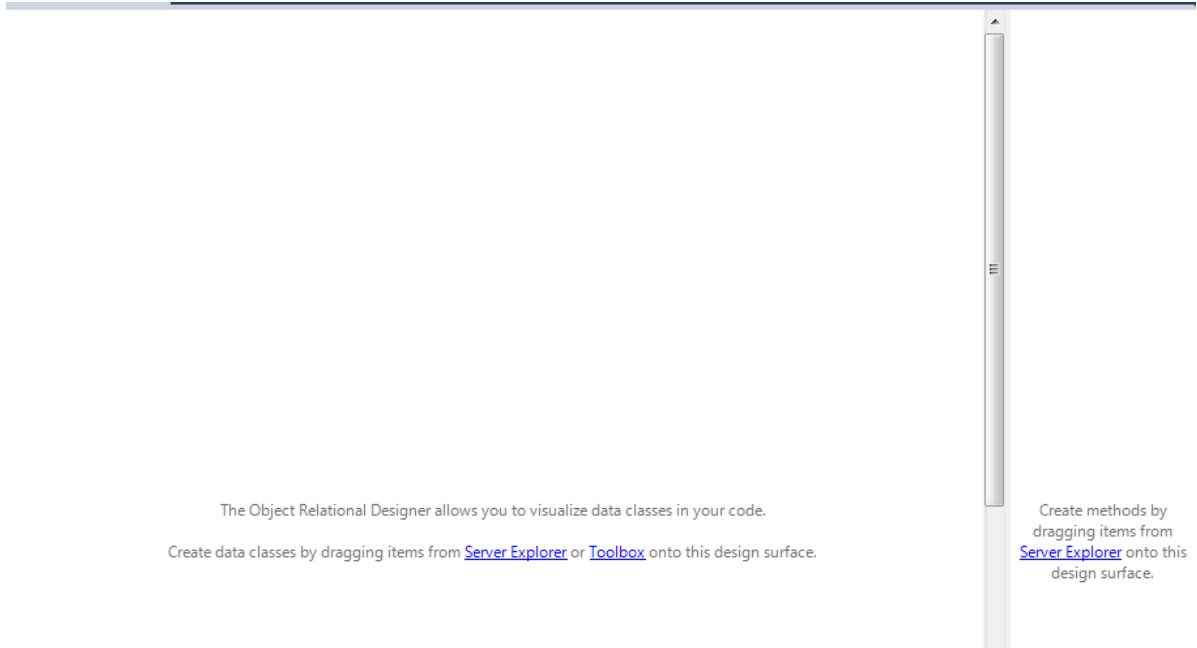 The Object Relational Designer allows you to visualize data classes in your code.
Create data classes by dragging items from Server Explorer or Toolbox onto this design surface.
Create methods by
dragging items from
Server Explorer onto this
design surface.